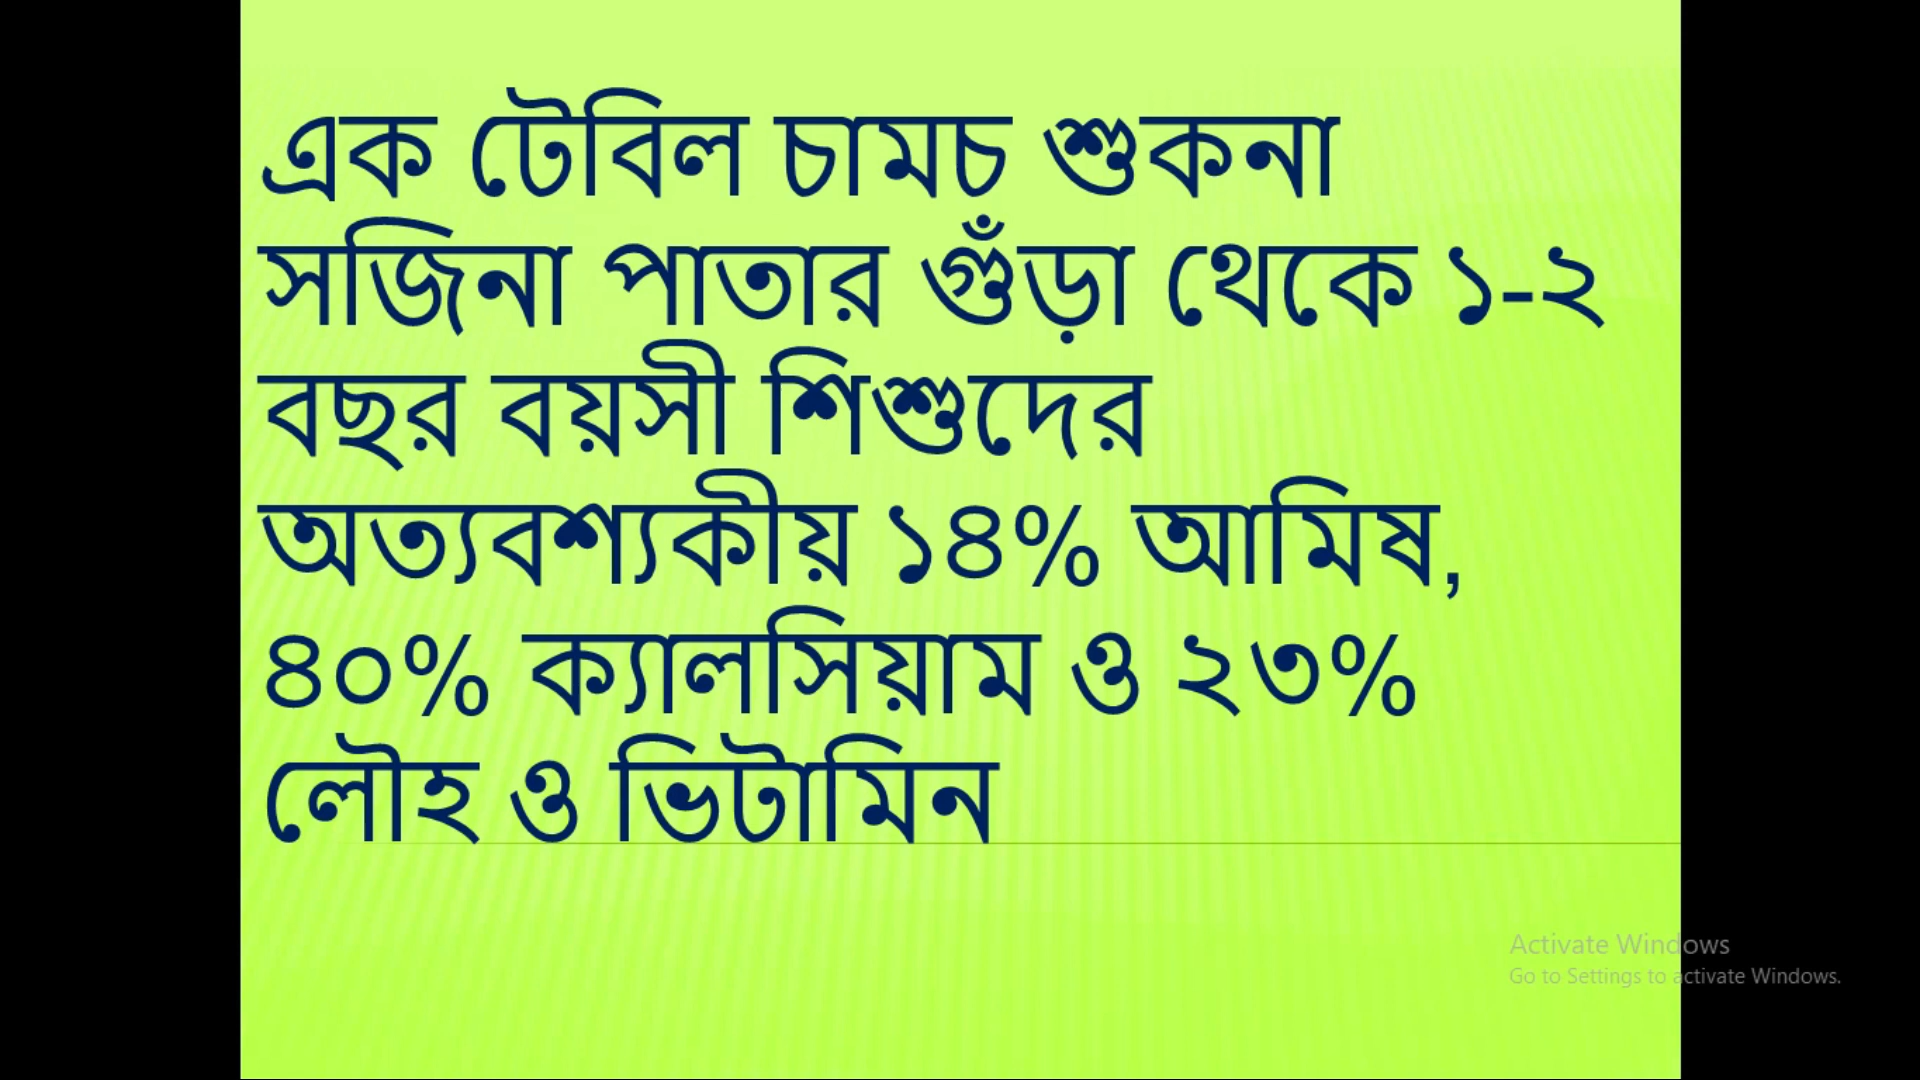 এক টেবিল চামচ শুকনা
সজিনা পাতার গুঁড়া থেকে ১-২
বছর বয়সী শিশুদের
অত্যবশ্যকীয় ১৪% আমিষ,
৪০% ক্যালসিয়াম ও ২৩%
লৌহ ও ভিটামিন
Activate Windows
Go to Settings to activate Windows.